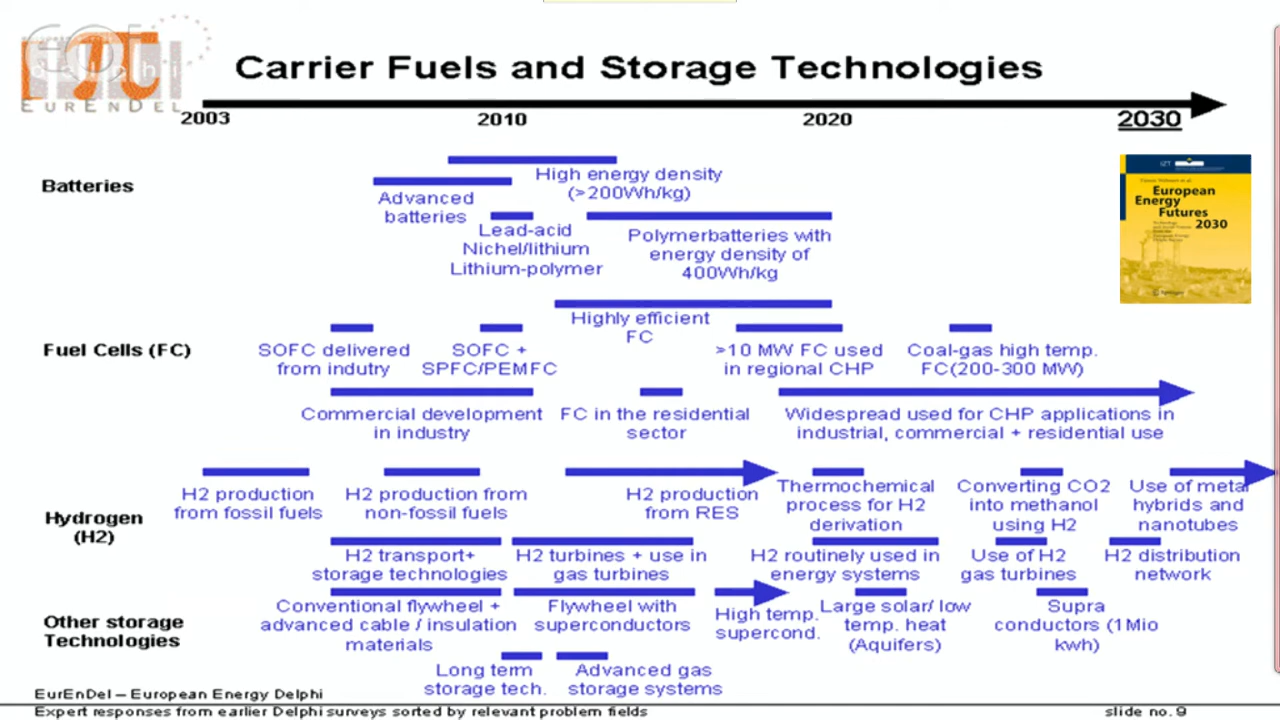 Carrier Fuels and Storage Technologies
EURENDEL
2003
2010
2020
2030
Batteries
High energy density
(>200Wh/kg)
Advanced
batteries
Lead-acid
Nichel/lithium
Lithium-polymer
Polymerbatteries with
energy density of
400Wh/kg
European
Energy
Futures
2030
Fuel Cells (FC)
Highly efficient
FC
SOFC delivered
from indutry
SOFC +
SPFC/PEMFC
>10 MW FC used
in regional CHP
Coal-gas high temp.
FC(200-300 MW)
Commercial development
in industry
FC in the residential
sector
Widespread used for CHP applications in
industrial, commercial + residential use
Hydrogen
(H2)
H2 production
from fossil fuels
H2 production from
non-fossil fuels
H2 production
from RES
Thermochemical
process for H2
derivation
Converting CO2
into methanol
using H2
Use of metal
hybrids and
nanotubes
H2 transport+
storage technologies
H2 turbines + use in
gas turbines
H2 routinely used in
energy systems
Use of H2
gas turbines
H2 distribution
network
Other storage
Technologies
Conventional flywheel +
advanced cable / insulation
materials
Flywheel with
superconductors
High temp.
supercond.
Large solar/ low
temp. heat
(Aquifers)
Supra
conductors (1Mio
kwh)
Long term
storage tech.
Advanced gas
storage systems
EurEnDel – European Energy Delphi
Expert responses from earlier Delphi surveys sorted by relevant problem fields
slide no.9